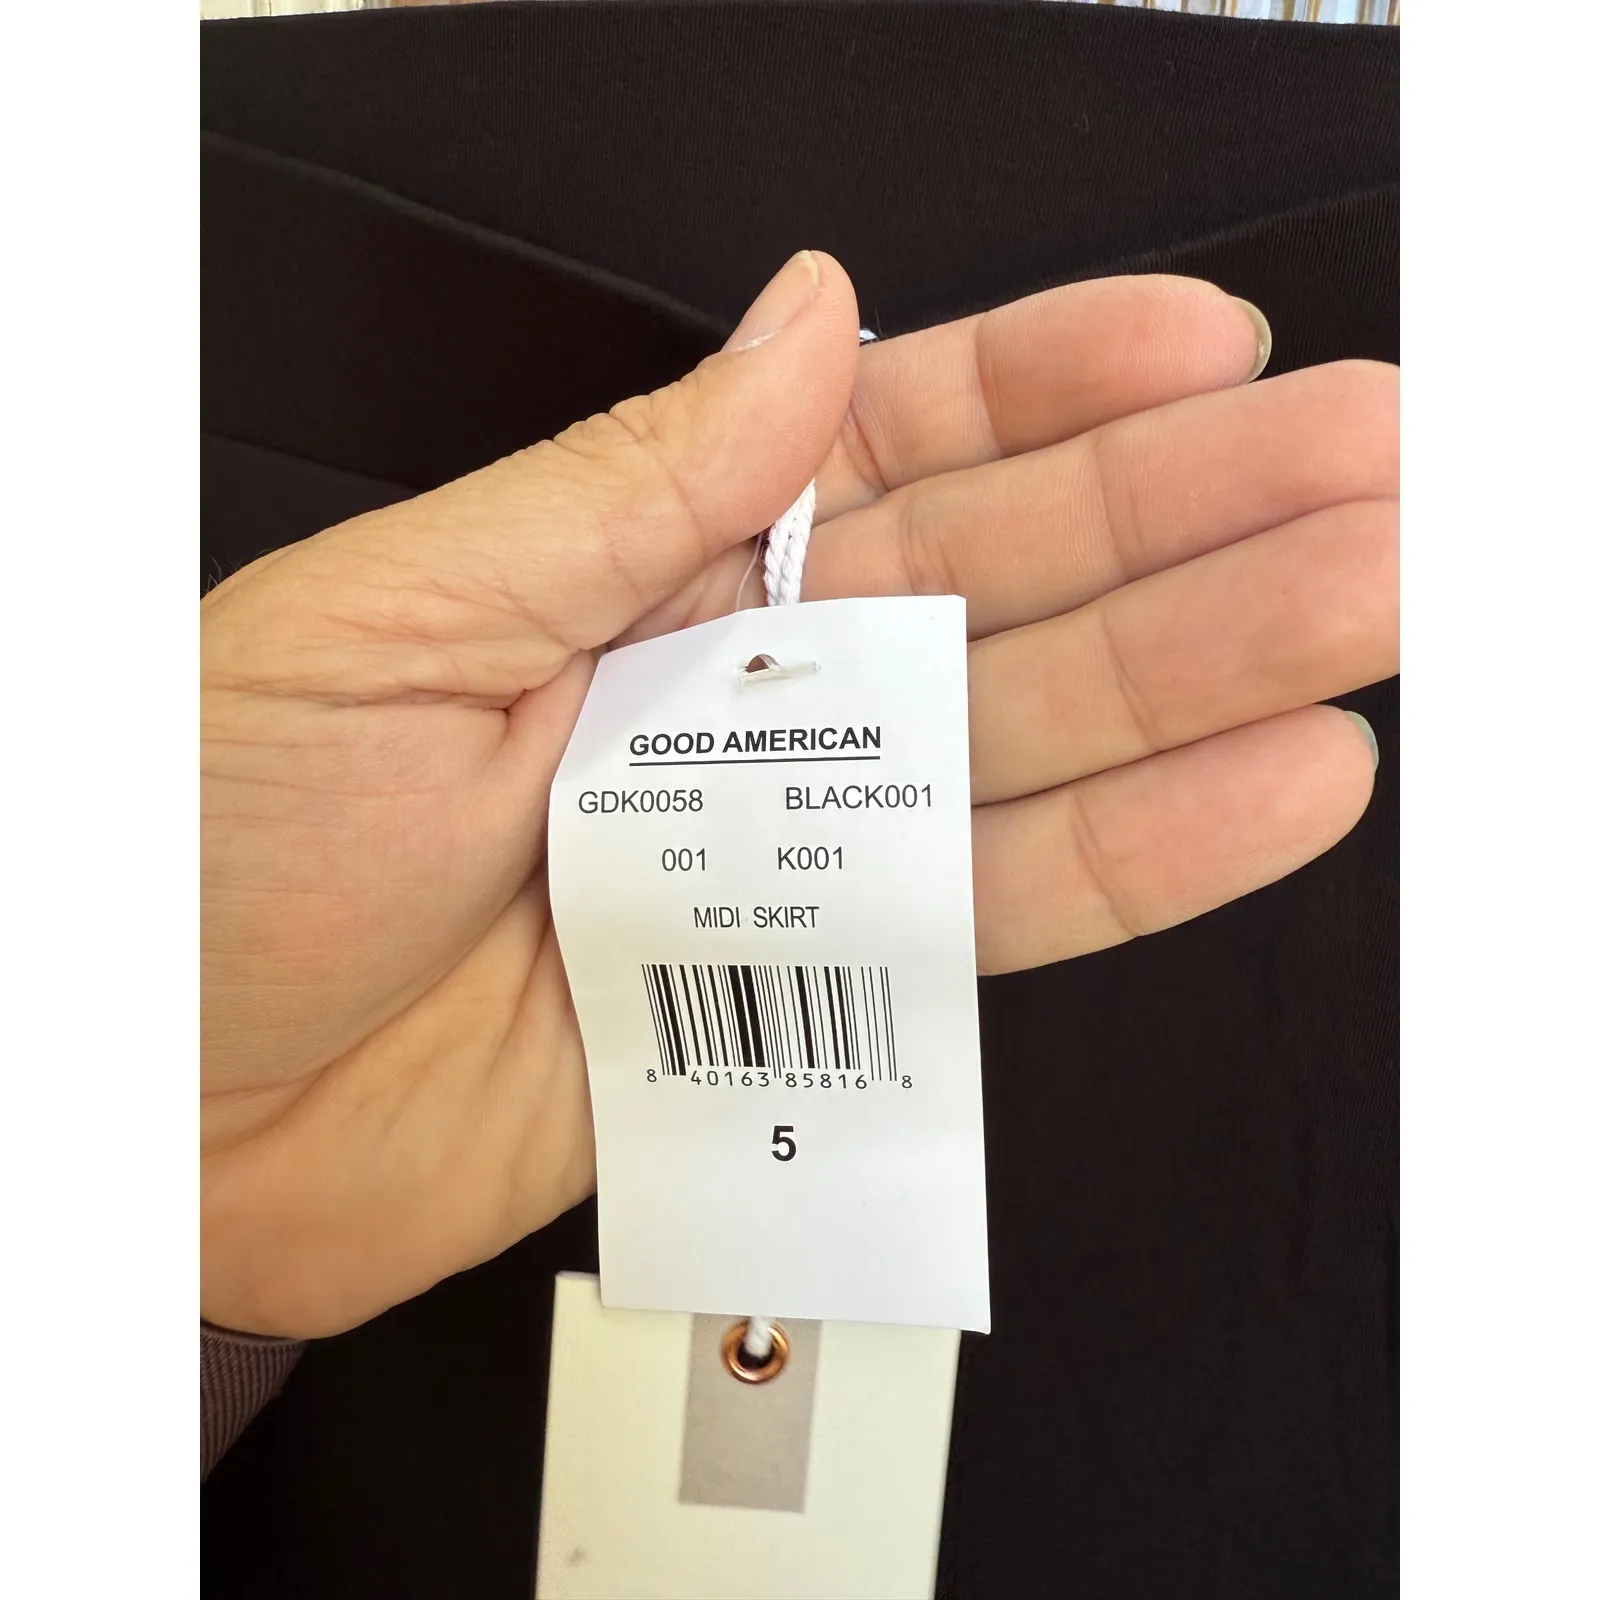 GOOD AMERICAN
GDK0058 BLACK001
001 K001
MIDI SKIRT
8 40163 85816 8
5